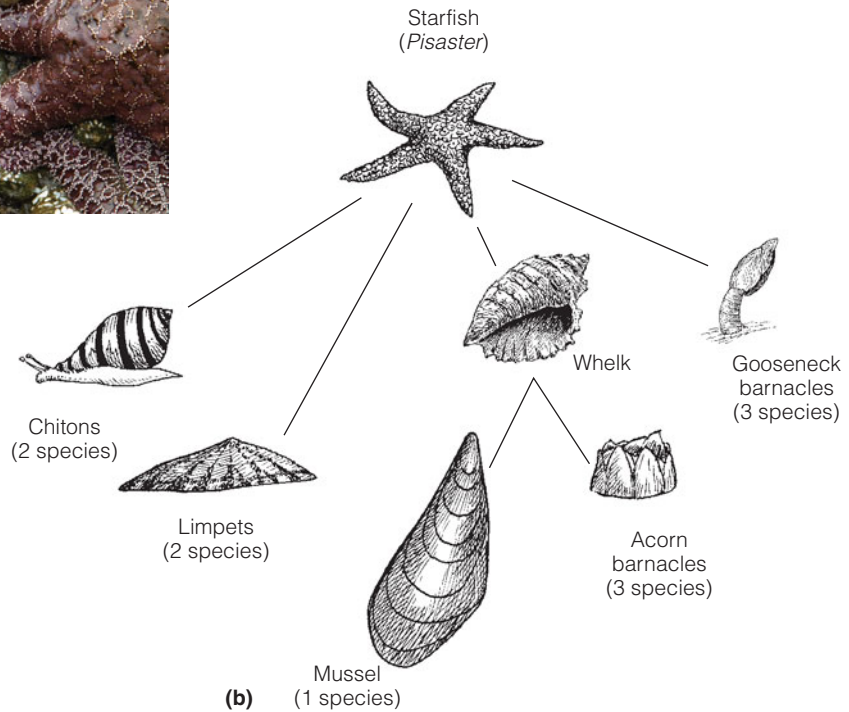 Starfish
(Pisaster)
Whelk
Gooseneck
barnacles
(3 species)
Chitons
(2 species)
Limpets
(2 species)
Acorn
barnacles
(3 species)
Mussel
(1 species)
(b)